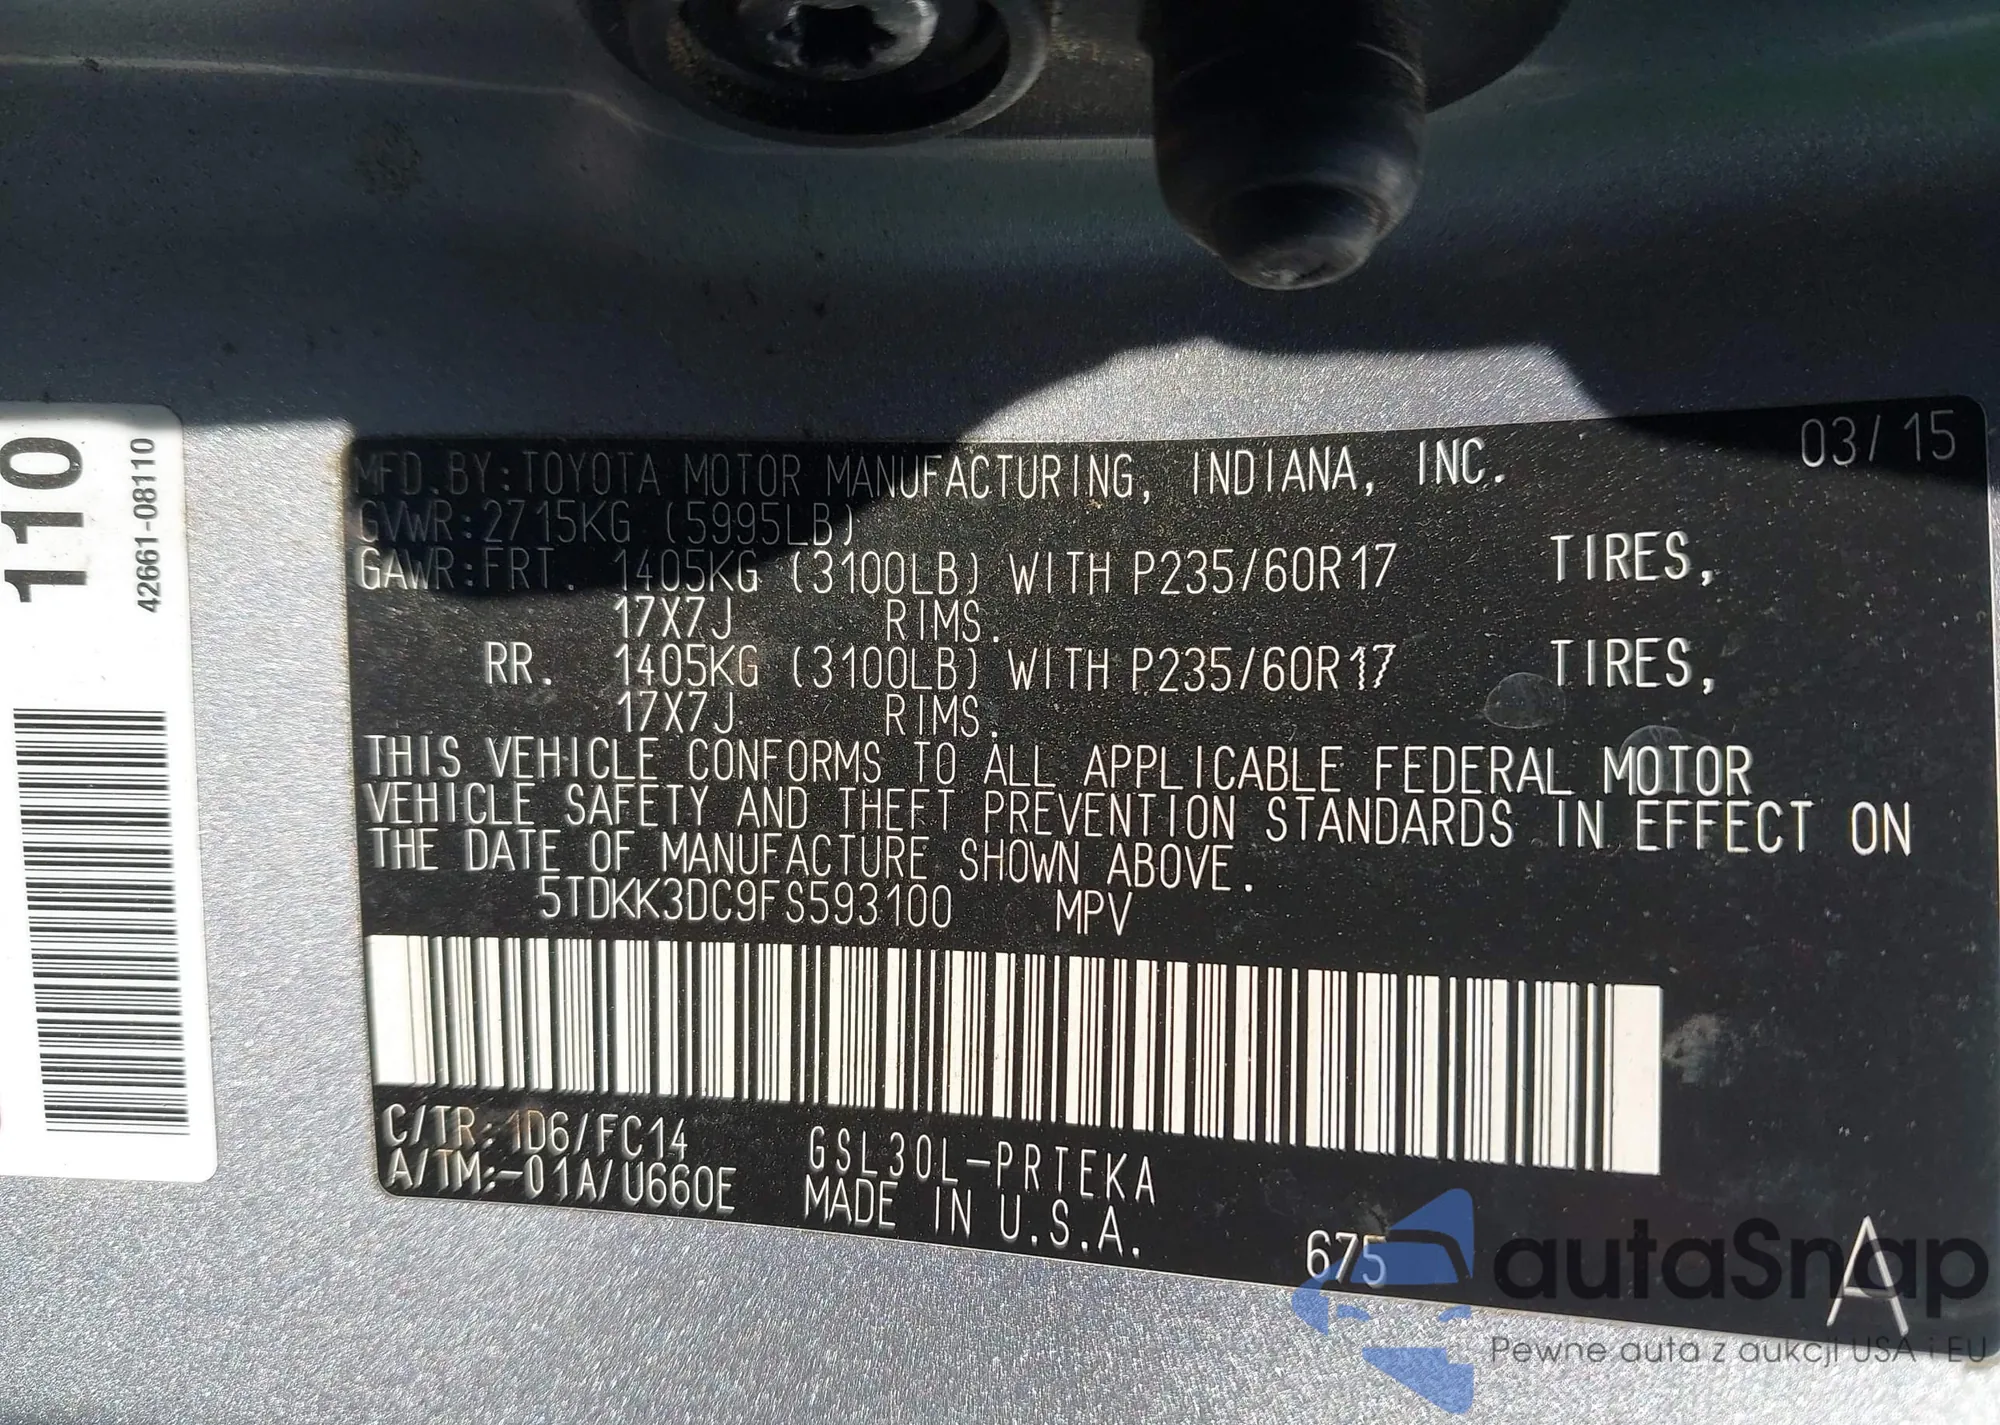 110
42661-08110
03/15
MFD.BY:TOYOTA MOTOR MANUFACTURING, INDIANA, INC.
GVWR:2715KG (5995LB)
GAWR:FRT. 1405KG (3100LB) WITH P235/60R17 TIRES,
17X7J RIMS.
RR. 1405KG (3100LB) WITH P235/60R17 TIRES,
17X7J RIMS.
THIS VEHICLE CONFORMS TO ALL APPLICABLE FEDERAL MOTOR
VEHICLE SAFETY AND THEFT PREVENTION STANDARDS IN EFFECT ON
THE DATE OF MANUFACTURE SHOWN ABOVE.
5TDKK3DC9FS593100 MPV
C/TR:1D6/FC14 GSL30L-PRTEKA
A/TM:-01A/U660E MADE IN U.S.A.
675 A
autaSnap
Pewne auta z aukcji USA i EU